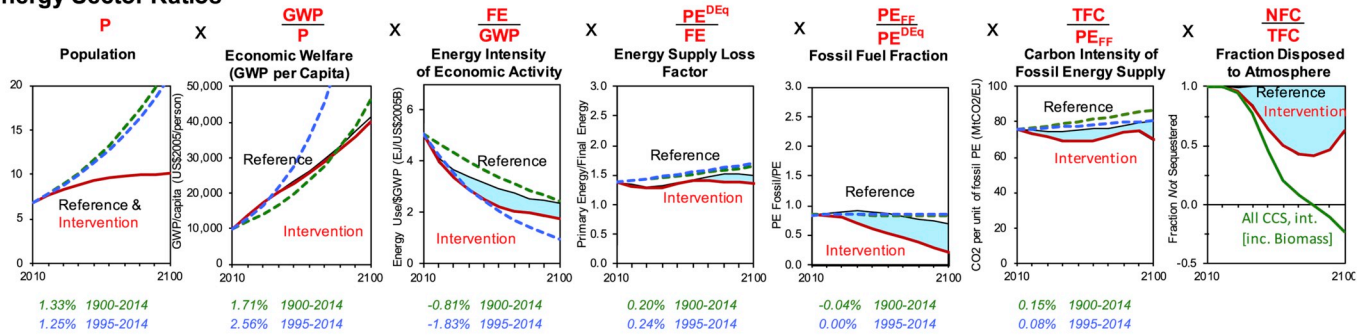 P
Population
20
15
10
5
0
Reference &
Intervention
2010
2100
1.33% 1900-2014
1.25% 1995-2014
X
GWP
P
Economic Welfare
(GWP per Capita)
GWP/capita (US$2005/person)
50,000
40,000
30,000
20,000
10,000
0
Reference
Intervention
2010
2100
1.71% 1900-2014
2.56% 1995-2014
X
FE
GWP
Energy Intensity
of Economic Activity
Energy Use/$GWP (EJ/US$2005B)
6
4
2
0
Reference
Intervention
2010
2100
-0.81% 1900-2014
-1.83% 1995-2014
X
PE^DEq
FE
Energy Supply Loss
Factor
Primary Energy/Final Energy
3.0
2.5
2.0
1.5
1.0
0.5
0.0
Reference
Intervention
2010
2100
0.20% 1900-2014
0.24% 1995-2014
X
PE_FF
PE^DEq
Fossil Fuel Fraction
PE Fossil/PE
3.0
2.5
2.0
1.5
1.0
0.5
0.0
Reference
Intervention
2010
2100
-0.04% 1900-2014
0.00% 1995-2014
X
TFC
PE_FF
Carbon Intensity of
Fossil Energy Supply
CO2 per unit of fossil PE (MtCO2/EJ)
100
80
60
40
20
0
Reference
Intervention
2010
2100
0.15% 1900-2014
0.08% 1995-2014
X
NFC
TFC
Fraction Disposed
to Atmosphere
Fraction Not Sequestered
1.0
0.5
0.0
-0.5
Reference
Intervention
All CCS, int.
[inc. Biomass]
2010